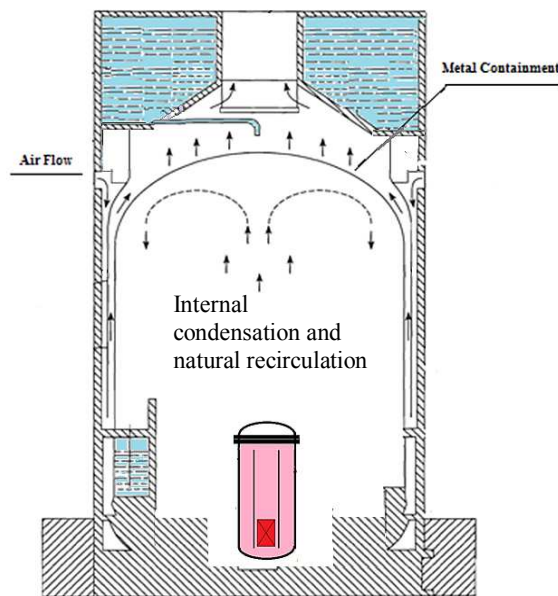 Metal Containment
Air Flow
Internal
condensation and
natural recirculation